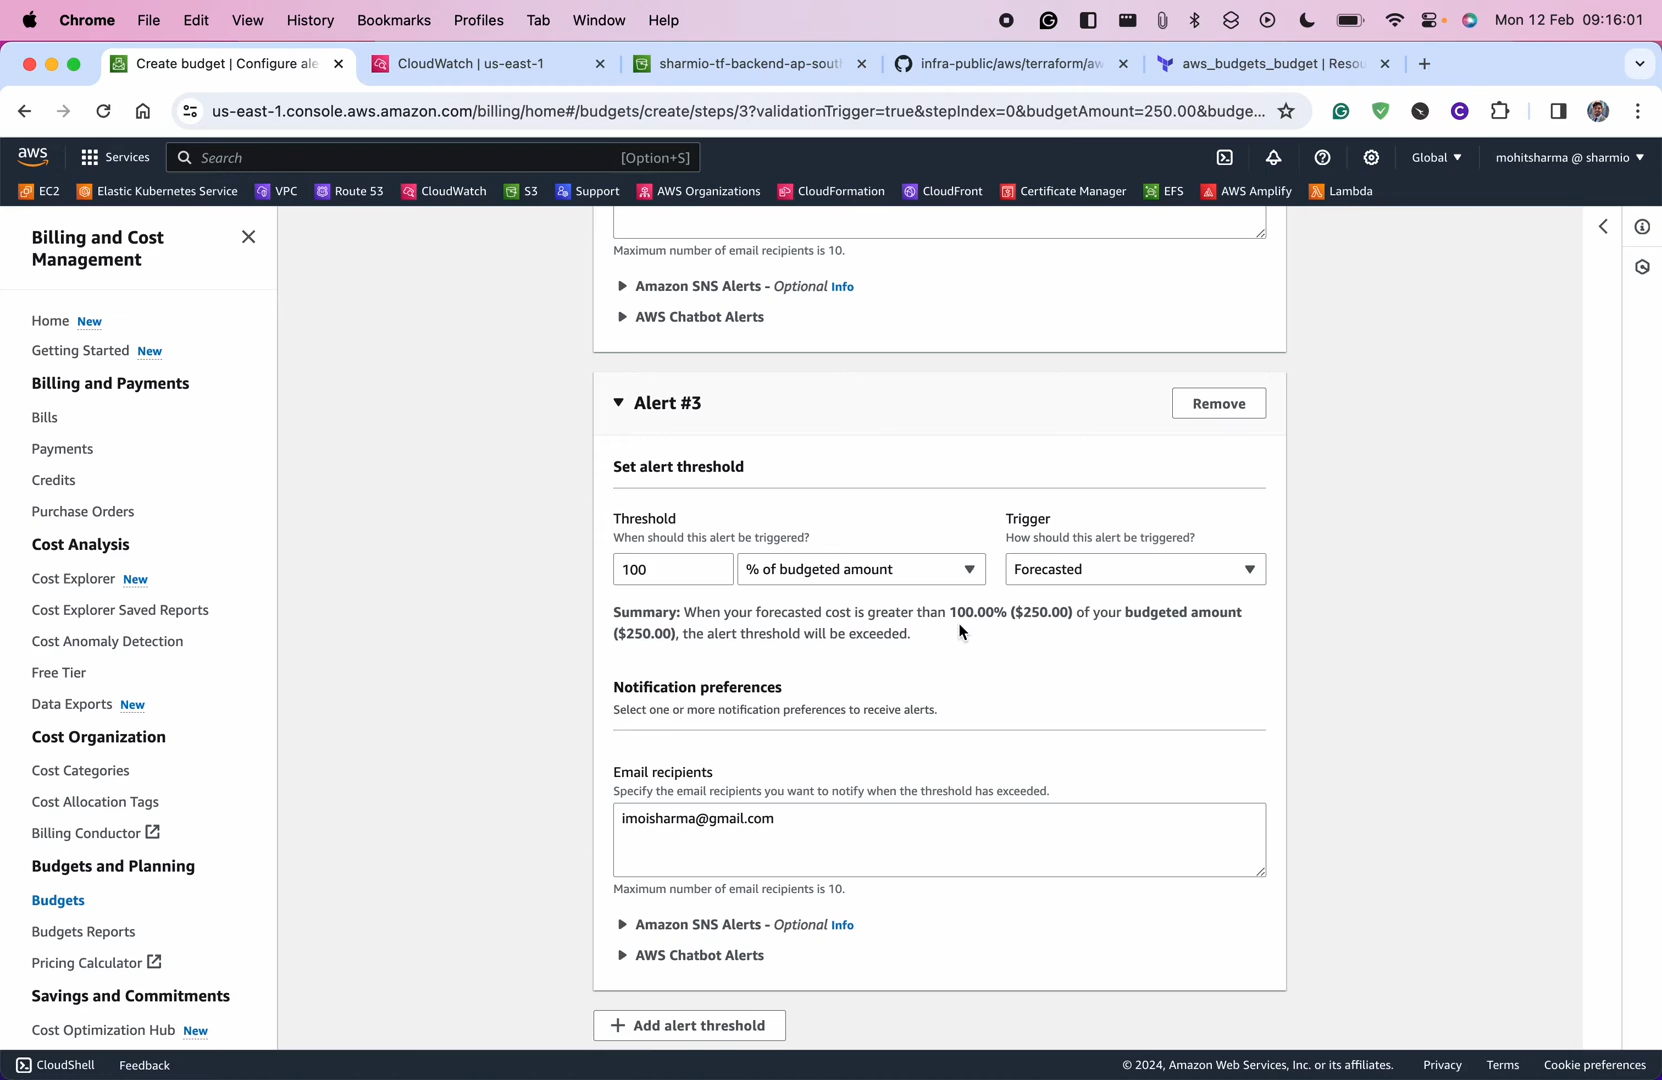 Chrome File Edit View History Bookmarks Profiles Tab Window Help Mon 12 Feb 09:16:01
Create budget | Configure ale CloudWatch | us-east-1 sharmio-tf-backend-ap-sout infra-public/aws/terraform/aw aws_budgets_budget | Resou
us-east-1.console.aws.amazon.com/billing/home#/budgets/create/steps/3?validationTrigger=true&stepIndex=0&budgetAmount=250.00&budge...
aws Services Search [Option+S] Global mohitsharma @ sharmio
EC2 Elastic Kubernetes Service VPC Route 53 CloudWatch S3 Support AWS Organizations CloudFormation CloudFront Certificate Manager EFS AWS Amplify Lambda
Billing and Cost
Management
Home New
Getting Started New
Billing and Payments
Bills
Payments
Credits
Purchase Orders
Cost Analysis
Cost Explorer New
Cost Explorer Saved Reports
Cost Anomaly Detection
Free Tier
Data Exports New
Cost Organization
Cost Categories
Cost Allocation Tags
Billing Conductor
Budgets and Planning
Budgets
Budgets Reports
Pricing Calculator
Savings and Commitments
Cost Optimization Hub New
Maximum number of email recipients is 10.
Amazon SNS Alerts - Optional Info
AWS Chatbot Alerts
Alert #3 Remove
Set alert threshold
Threshold Trigger
When should this alert be triggered? How should this alert be triggered?
100 % of budgeted amount Forecasted
Summary: When your forecasted cost is greater than 100.00% ($250.00) of your budgeted amount
($250.00), the alert threshold will be exceeded.
Notification preferences
Select one or more notification preferences to receive alerts.
Email recipients
Specify the email recipients you want to notify when the threshold has exceeded.
imoisharma@gmail.com
Maximum number of email recipients is 10.
Amazon SNS Alerts - Optional Info
AWS Chatbot Alerts
Add alert threshold
CloudShell Feedback © 2024, Amazon Web Services, Inc. or its affiliates. Privacy Terms Cookie preferences